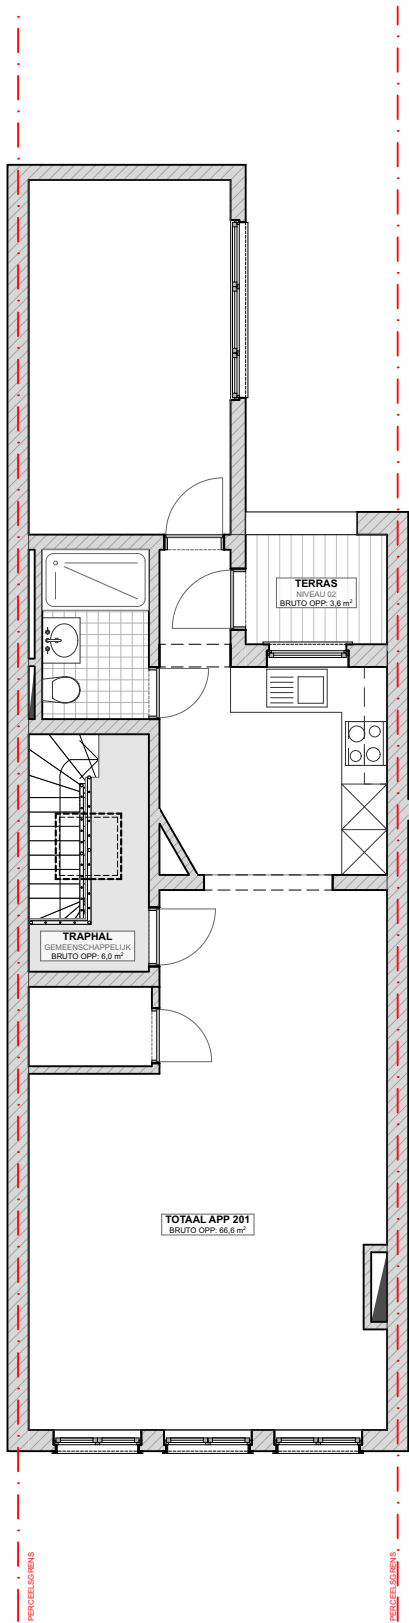 TERRAS
NIVEAU 02
BRUTO OPP: 3,6 m²
TRAPHAL
GEMEENSCHAPPELIJK
BRUTO OPP: 6,0 m²
TOTAAL APP 201
BRUTO OPP: 66,6 m²
PERCEELSGRENS
PERCEELSGRENS